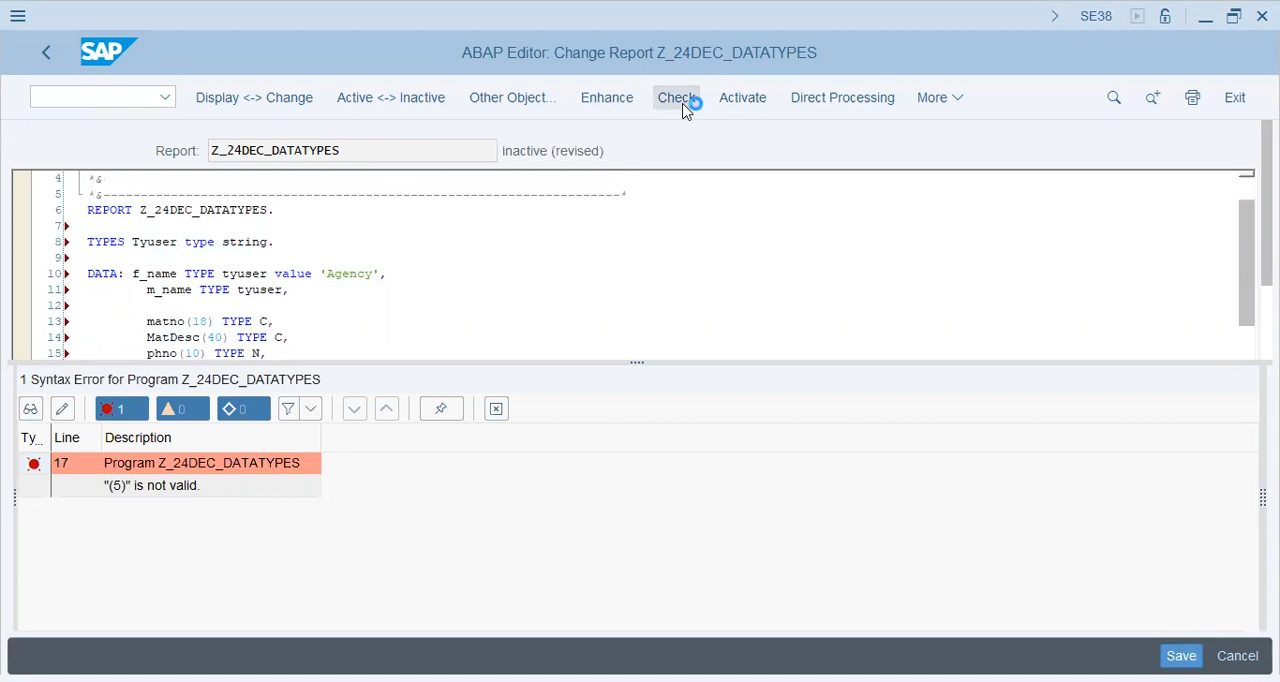 SE38
SAP
ABAP Editor: Change Report Z_24DEC_DATATYPES
Display <-> Change
Active <-> Inactive
Other Object...
Enhance
Check
Activate
Direct Processing
More
Exit
Report:
Z_24DEC_DATATYPES
inactive (revised)
4 *&
5 *&---------------------------------------------------------------------*
6 REPORT Z_24DEC_DATATYPES.
7
8 TYPES Tyuser type string.
9
10 DATA: f_name TYPE tyuser value 'Agency',
11 m_name TYPE tyuser,
12
13 matno(18) TYPE C,
14 MatDesc(40) TYPE C,
15 phno(10) TYPE N,
1 Syntax Error for Program Z_24DEC_DATATYPES
1
0
0
Ty... Line Description
17 Program Z_24DEC_DATATYPES
"(5)" is not valid.
Save
Cancel